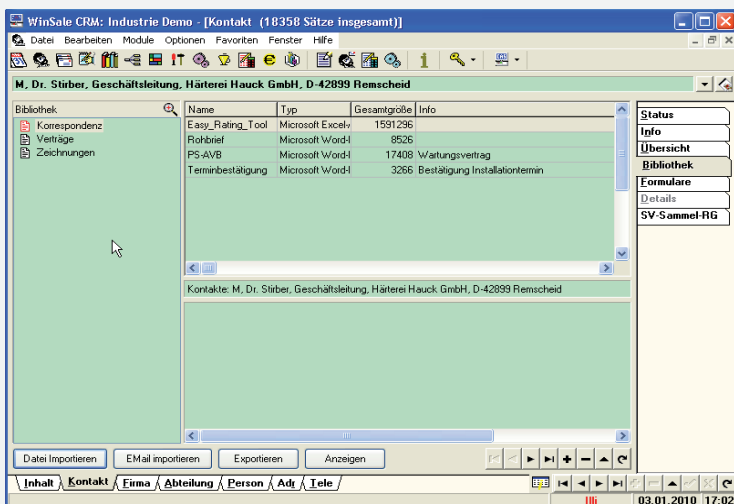 WinSale CRM: Industrie Demo - [Kontakt (18358 Sätze insgesamt)]
Datei Bearbeiten Module Optionen Favoriten Fenster Hilfe
M, Dr. Stirber, Geschäftsleitung, Härterei Hauck GmbH, D-42899 Remscheid
Bibliothek
Korrespondenz
Verträge
Zeichnungen
Name Typ Gesamtgröße Info
Easy_Rating_Tool Microsoft Excel 1591296
Rohbrief Microsoft Word-l 8526
PS-AVB Microsoft Word-l 17408 Wartungsvertrag
Terminbestätigung Microsoft Word-l 3266 Bestätigung Installationtermin
Kontakte: M, Dr. Stirber, Geschäftsleitung, Härterei Hauck GmbH, D-42899 Remscheid
Status
Info
Übersicht
Bibliothek
Formulare
Details
SV-Sammel-RG
Datei Importieren EMail importieren Exportieren Anzeigen
Inhalt Kontakt Firma Abteilung Person Adr Tele
Ulli 03.01.2010 17:02